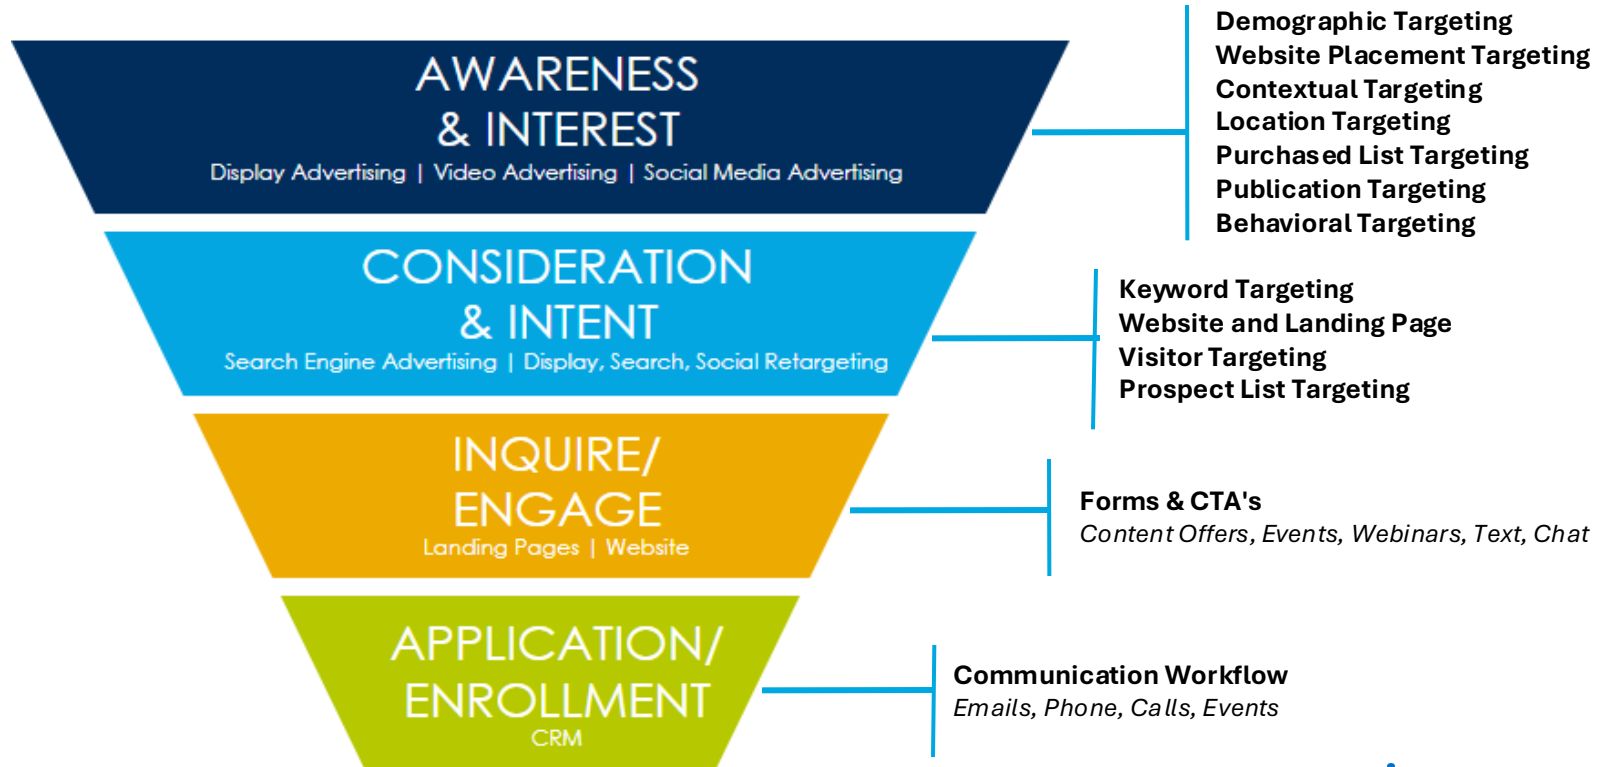 AWARENESS
& INTEREST
Display Advertising | Video Advertising | Social Media Advertising
Demographic Targeting
Website Placement Targeting
Contextual Targeting
Location Targeting
Purchased List Targeting
Publication Targeting
Behavioral Targeting
CONSIDERATION
& INTENT
Search Engine Advertising | Display, Search, Social Retargeting
Keyword Targeting
Website and Landing Page
Visitor Targeting
Prospect List Targeting
INQUIRE/
ENGAGE
Landing Pages | Website
Forms & CTA's
Content Offers, Events, Webinars, Text, Chat
APPLICATION/
ENROLLMENT
CRM
Communication Workflow
Emails, Phone, Calls, Events